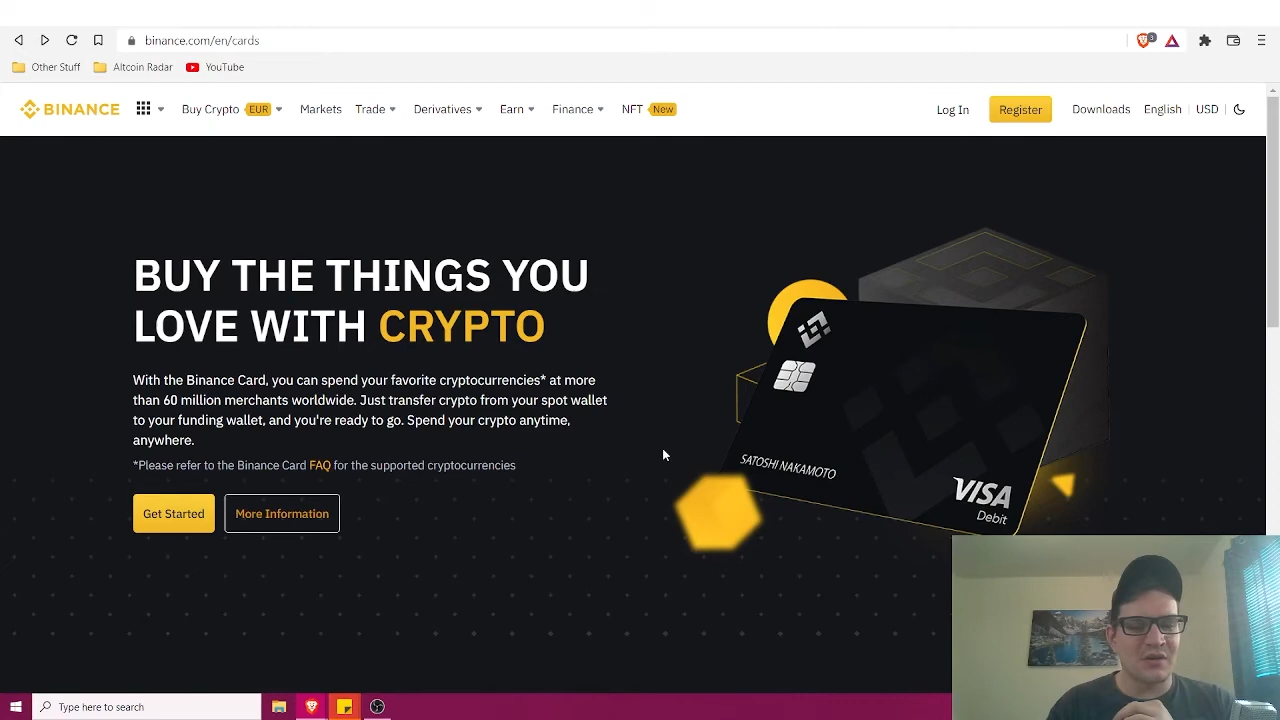 binance.com/en/cards
3
Other Stuff
Altcoin Radar
YouTube
BINANCE
Buy Crypto EUR
Markets
Trade
Derivatives
Earn
Finance
NFT New
Log In
Register
Downloads
English
USD
BUY THE THINGS YOU
LOVE WITH CRYPTO
With the Binance Card, you can spend your favorite cryptocurrencies* at more
than 60 million merchants worldwide. Just transfer crypto from your spot wallet
to your funding wallet, and you're ready to go. Spend your crypto anytime,
anywhere.
*Please refer to the Binance Card FAQ for the supported cryptocurrencies
Get Started
More Information
SATOSHI NAKAMOTO
VISA
Debit
Type here to search